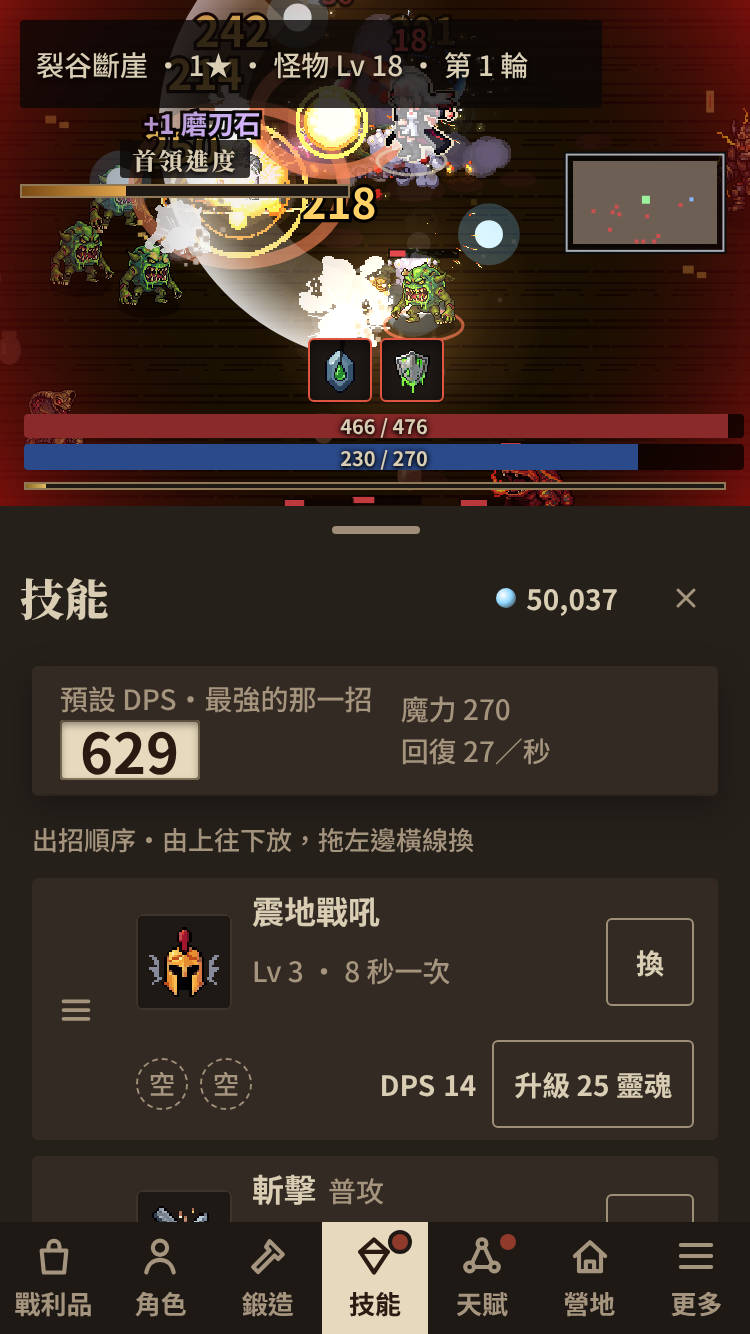 242
18
裂谷斷崖 • 1★ • 怪物 Lv 18 • 第 1 輪
214
+1 磨刀石
首領進度
218
466 / 476
230 / 270
技能
50,037
預設 DPS・最強的那一招
629
魔力 270
回復 27／秒
出招順序・由上往下放，拖左邊橫線換
震地戰吼
Lv 3 • 8 秒一次
換
空 空
DPS 14
升級 25 靈魂
斬擊 普攻
戰利品 角色 鍛造 技能 天賦 營地 更多